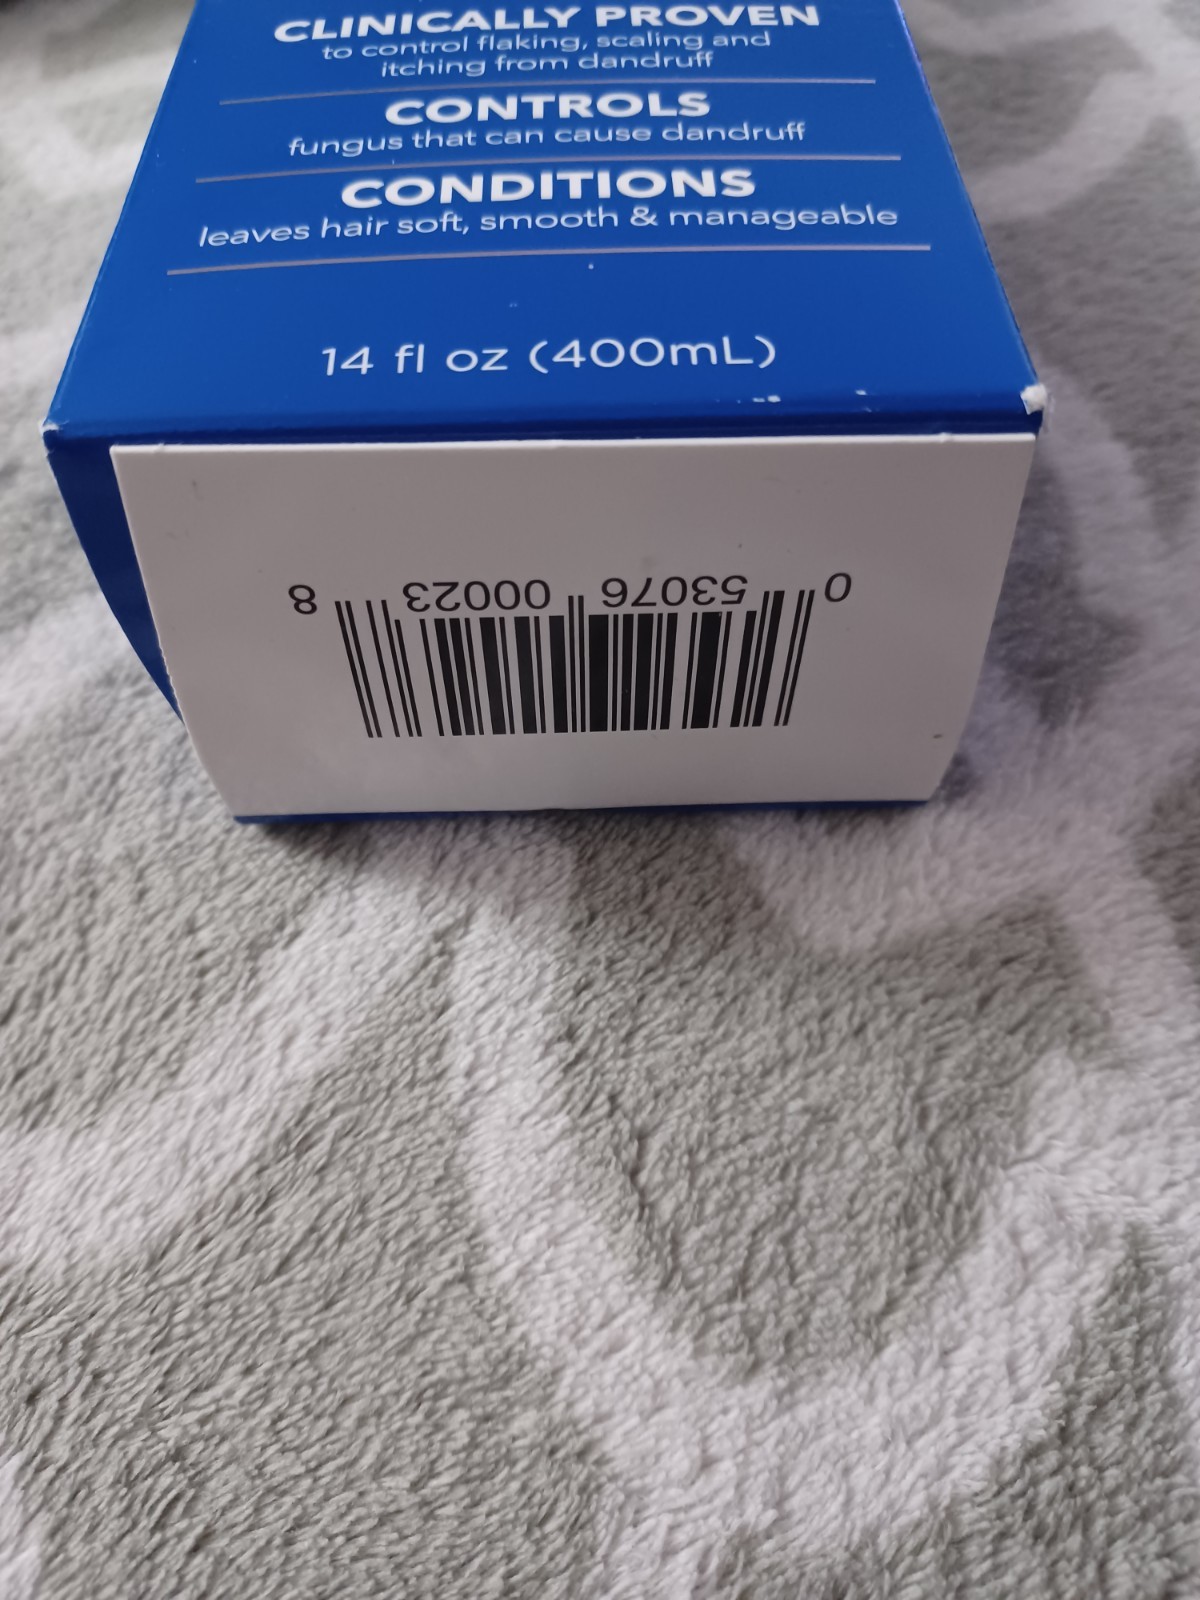 CLINICALLY PROVEN
to control flaking, scaling and
itching from dandruff
CONTROLS
fungus that can cause dandruff
CONDITIONS
leaves hair soft, smooth & manageable
14 fl oz (400mL)
0 53076 00023 8